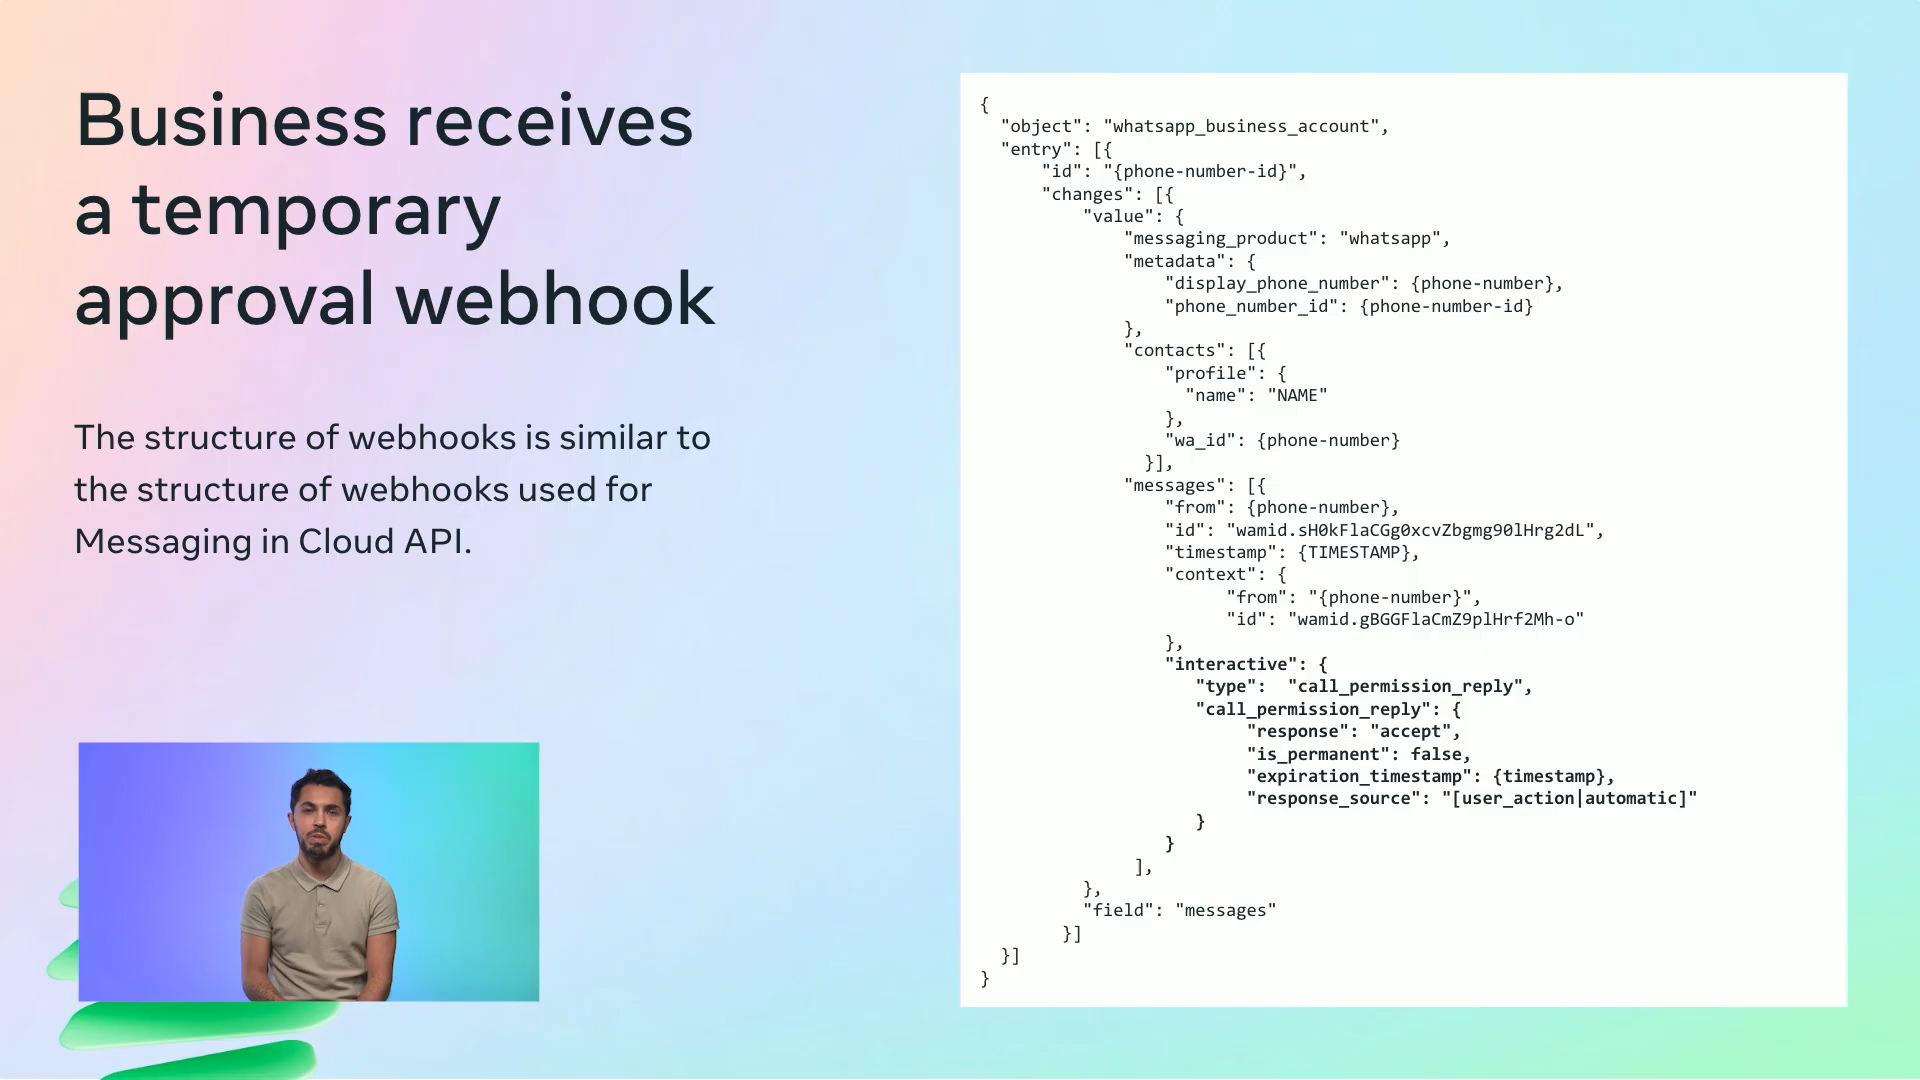 Business receives
a temporary
approval webhook
The structure of webhooks is similar to
the structure of webhooks used for
Messaging in Cloud API.
{
"object": "whatsapp_business_account",
"entry": [{
"id": "{phone-number-id}",
"changes": [{
"value": {
"messaging_product": "whatsapp",
"metadata": {
"display_phone_number": {phone-number},
"phone_number_id": {phone-number-id}
},
"contacts": [{
"profile": {
"name": "NAME"
},
"wa_id": {phone-number}
}],
"messages": [{
"from": {phone-number},
"id": "wamid.sH0kFlaCGg0xcvZbgmg90lHrg2dL",
"timestamp": {TIMESTAMP},
"context": {
"from": "{phone-number}",
"id": "wamid.gBGGFlaCmZ9plHrf2Mh-o"
},
"interactive": {
"type":  "call_permission_reply",
"call_permission_reply": {
"response": "accept",
"is_permanent": false,
"expiration_timestamp": {timestamp},
"response_source": "[user_action|automatic]"
}
}
],
},
"field": "messages"
}]
}]
}